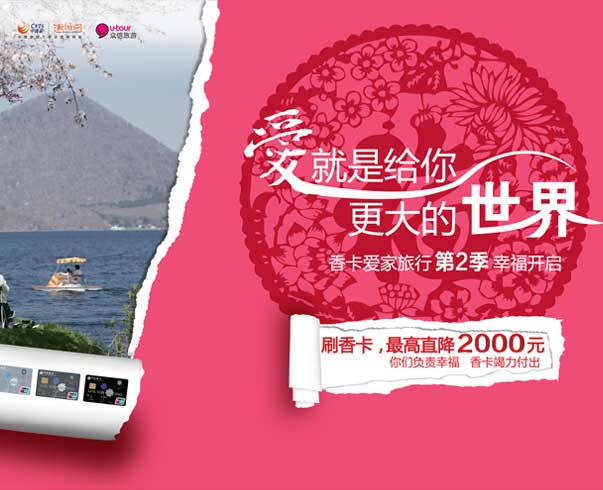 u-tour
众信旅游
爱就是给你
更大的世界
香卡爱家旅行 第2季 幸福开启
刷香卡，最高直降2000元
你们负责幸福 香卡竭力付出